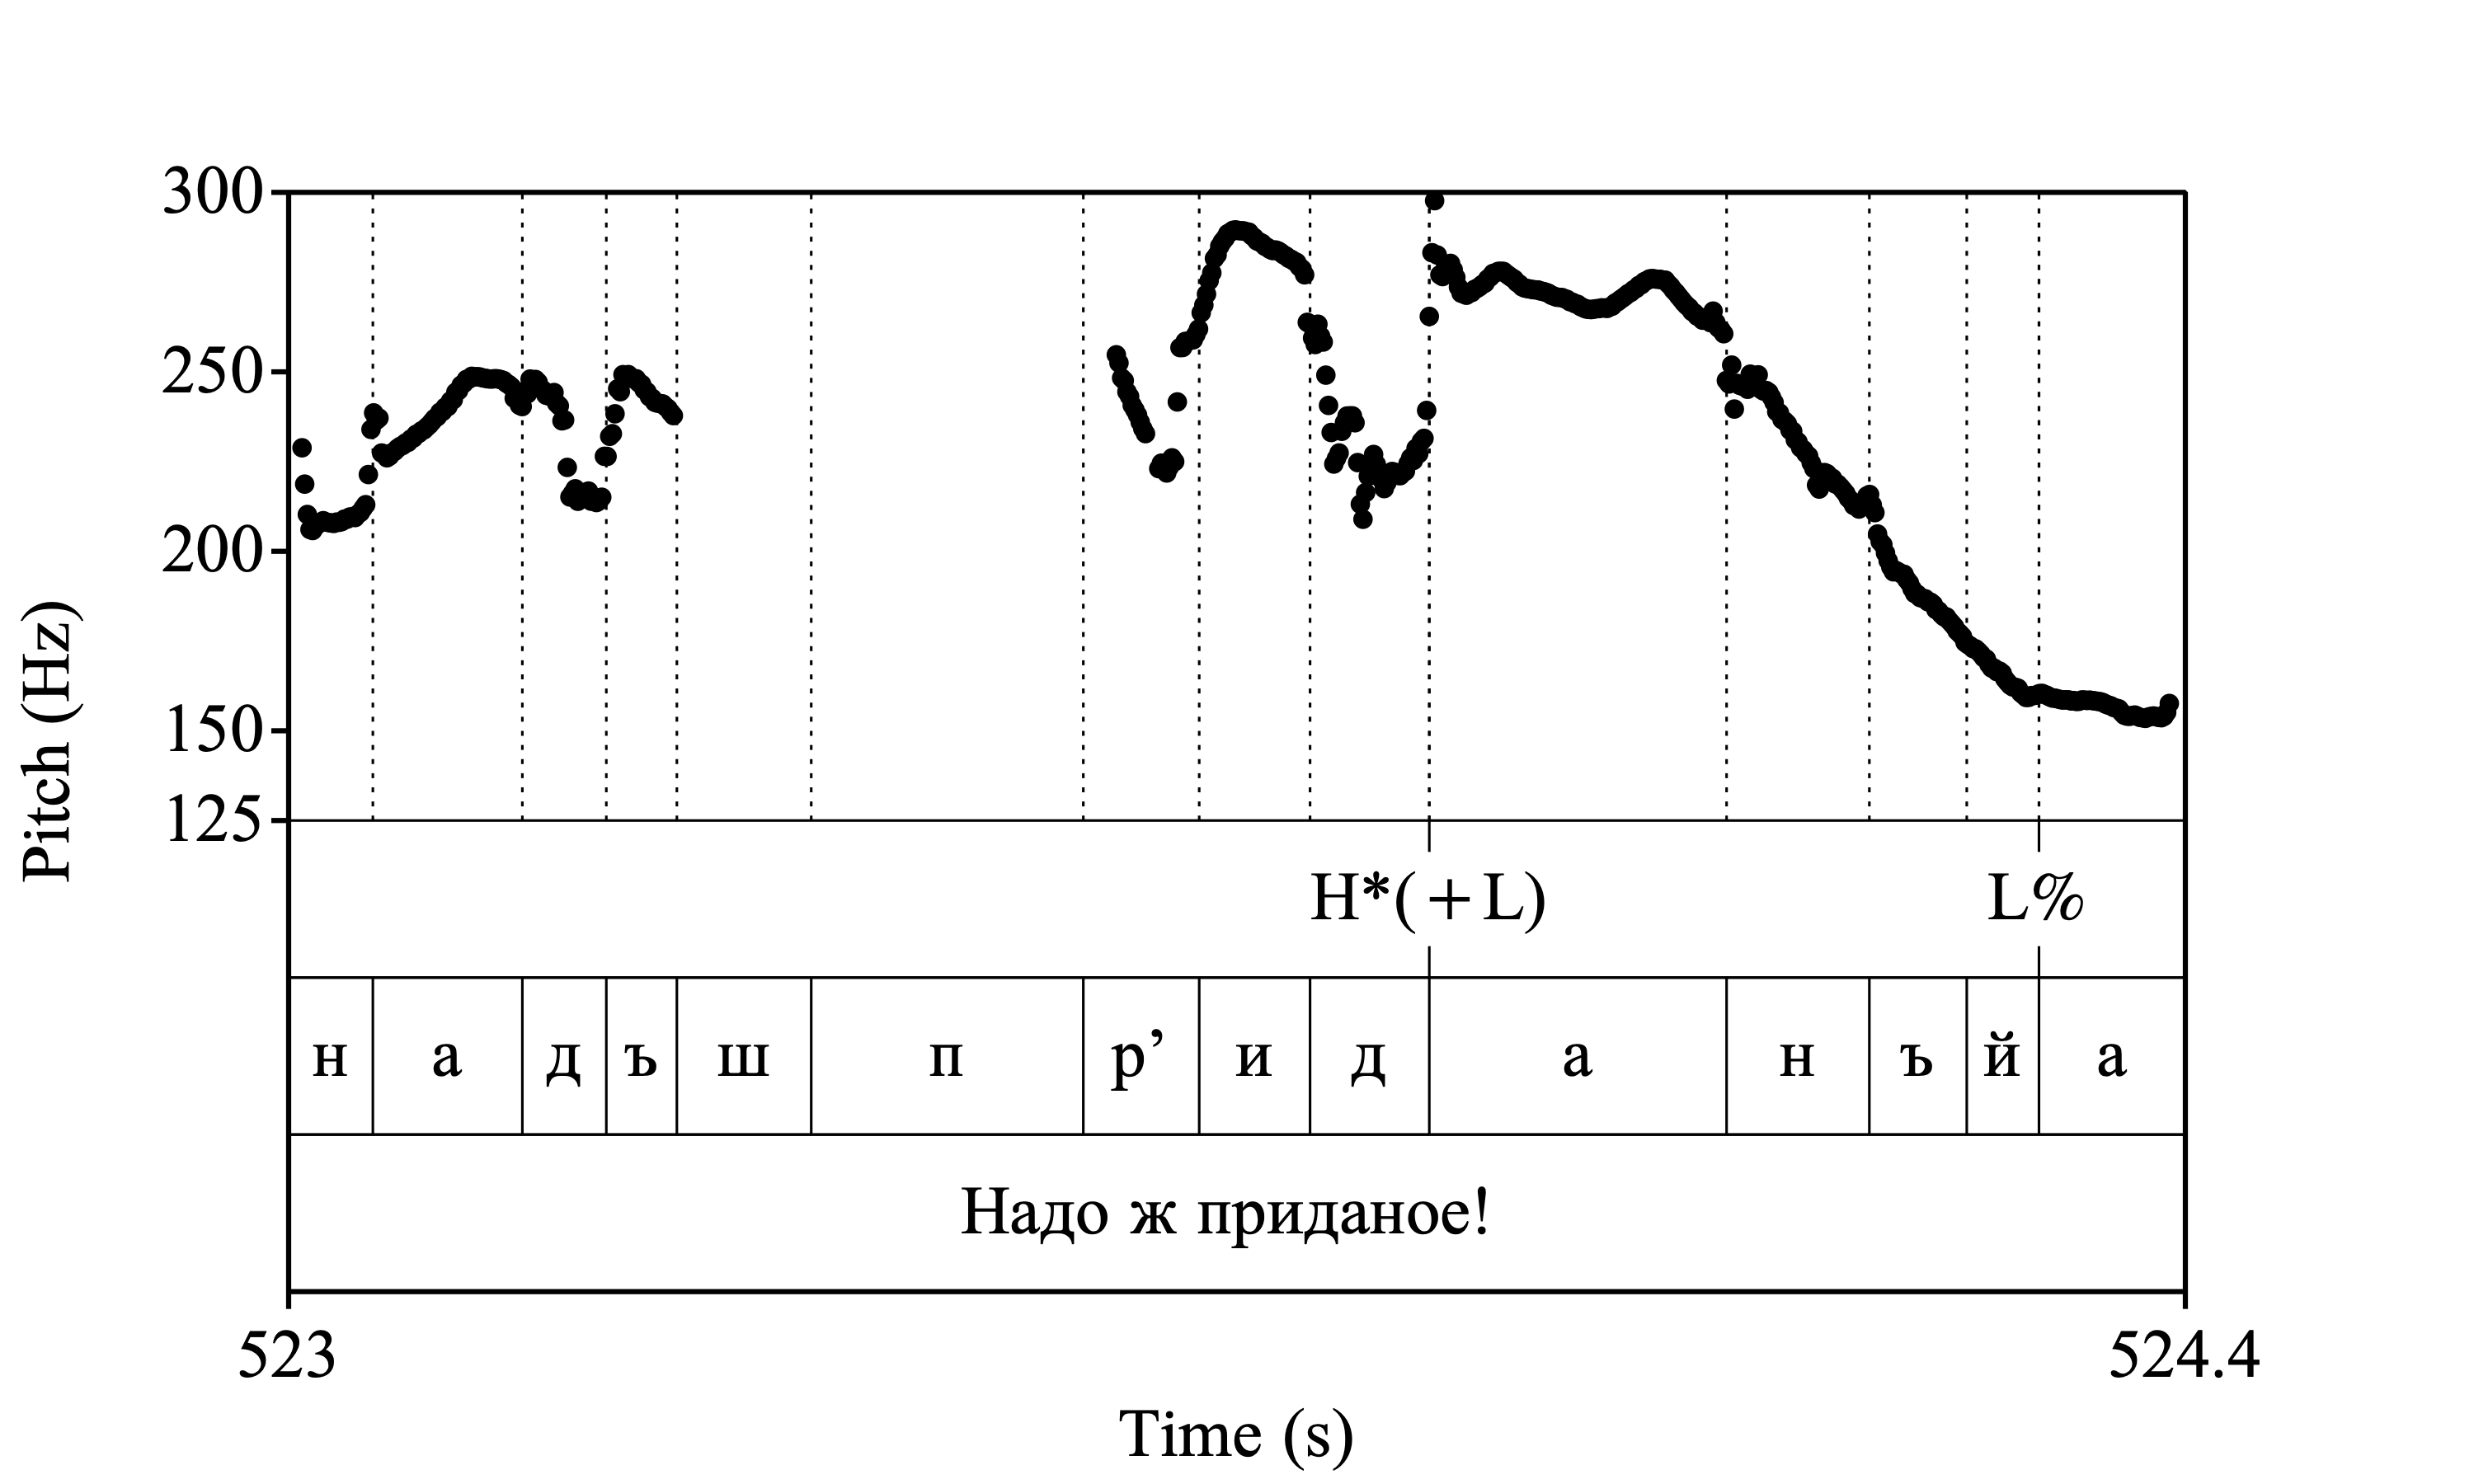 300
250
200
150
125
Pitch (Hz)
H*(+L) L%
н а д ъ ш п р’ и д а н ъ й а
Надо ж приданое!
523 524.4
Time (s)